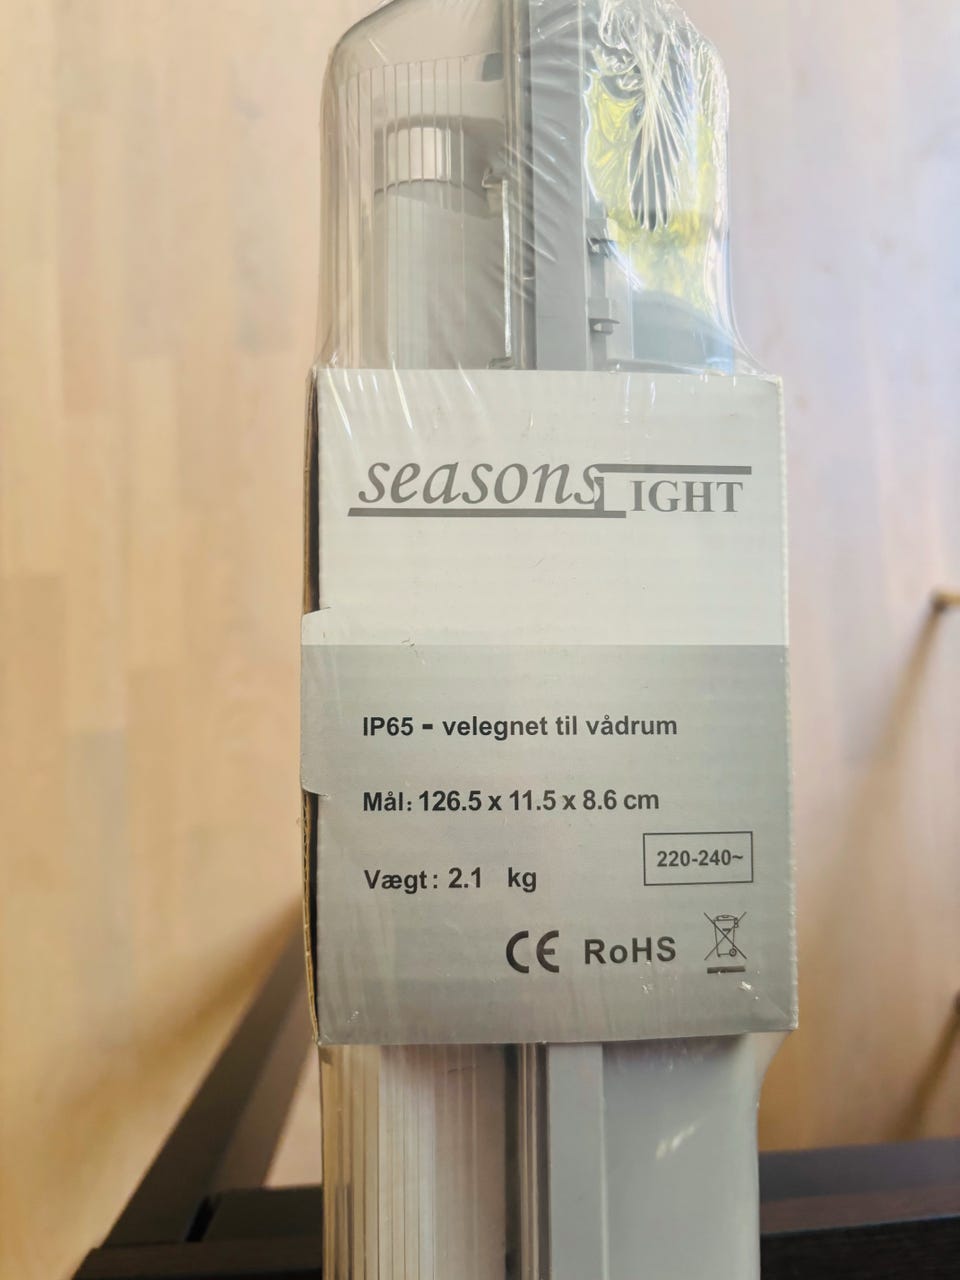 seasons LIGHT
IP65 - velegnet til vådrum
Mål: 126.5 x 11.5 x 8.6 cm
220-240~
Vægt: 2.1 kg
CE RoHS